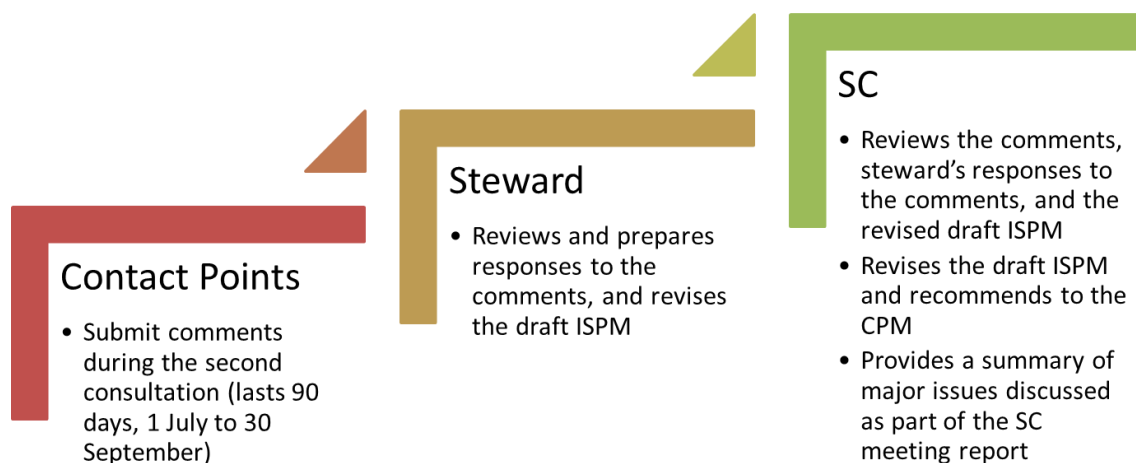 Contact Points
• Submit comments
during the second
consultation (lasts 90
days, 1 July to 30
September)
Steward
• Reviews and prepares
responses to the
comments, and revises
the draft ISPM
SC
• Reviews the comments,
steward’s responses to
the comments, and the
revised draft ISPM
• Revises the draft ISPM
and recommends to the
CPM
• Provides a summary of
major issues discussed
as part of the SC
meeting report